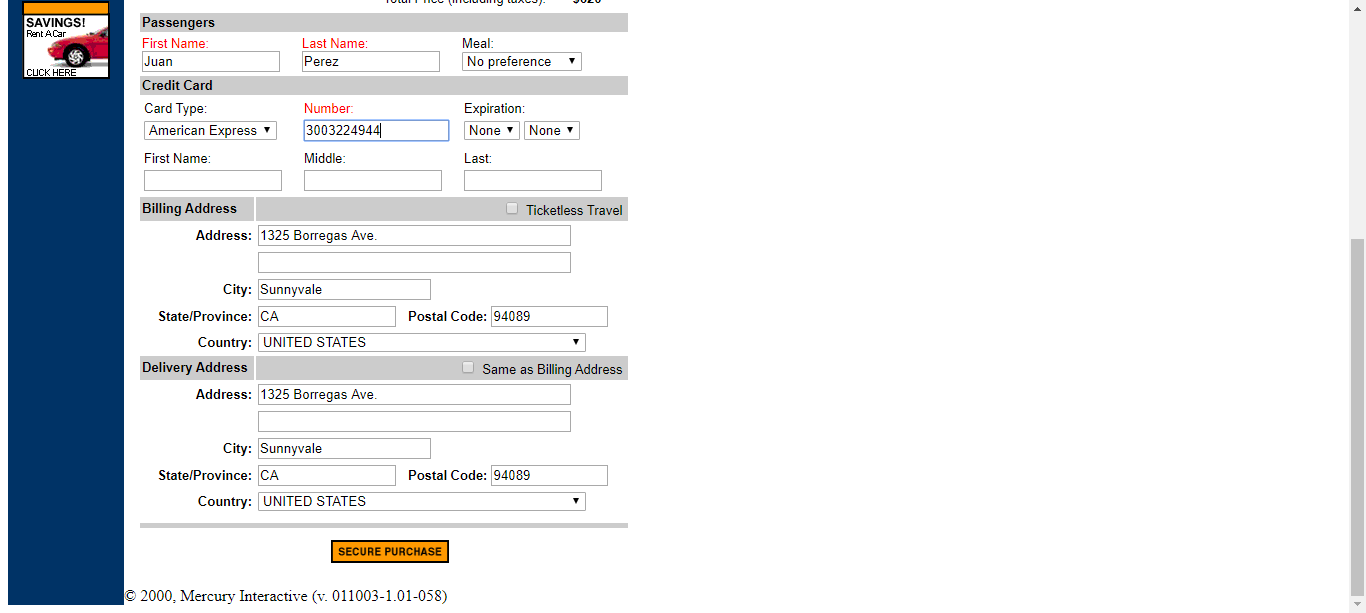 Total Price (including taxes): $620
SAVINGS!
Rent A Car
CLICK HERE
Passengers
First Name: Last Name: Meal:
Juan Perez No preference
Credit Card
Card Type: Number: Expiration:
American Express 3003224944 None None
First Name: Middle: Last:
Billing Address Ticketless Travel
Address: 1325 Borregas Ave.
City: Sunnyvale
State/Province: CA Postal Code: 94089
Country: UNITED STATES
Delivery Address Same as Billing Address
Address: 1325 Borregas Ave.
City: Sunnyvale
State/Province: CA Postal Code: 94089
Country: UNITED STATES
SECURE PURCHASE
© 2000, Mercury Interactive (v. 011003-1.01-058)